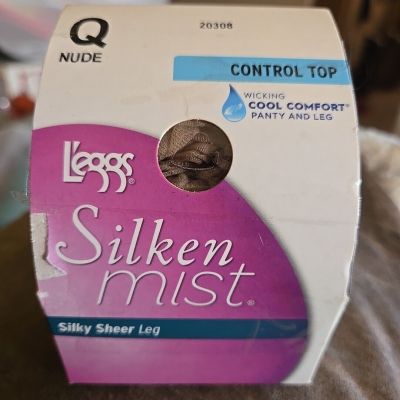 Q
20308
NUDE
CONTROL TOP
WICKING
COOL COMFORT®
PANTY AND LEG
L'eggs®
Silken
mist®
Silky Sheer Leg